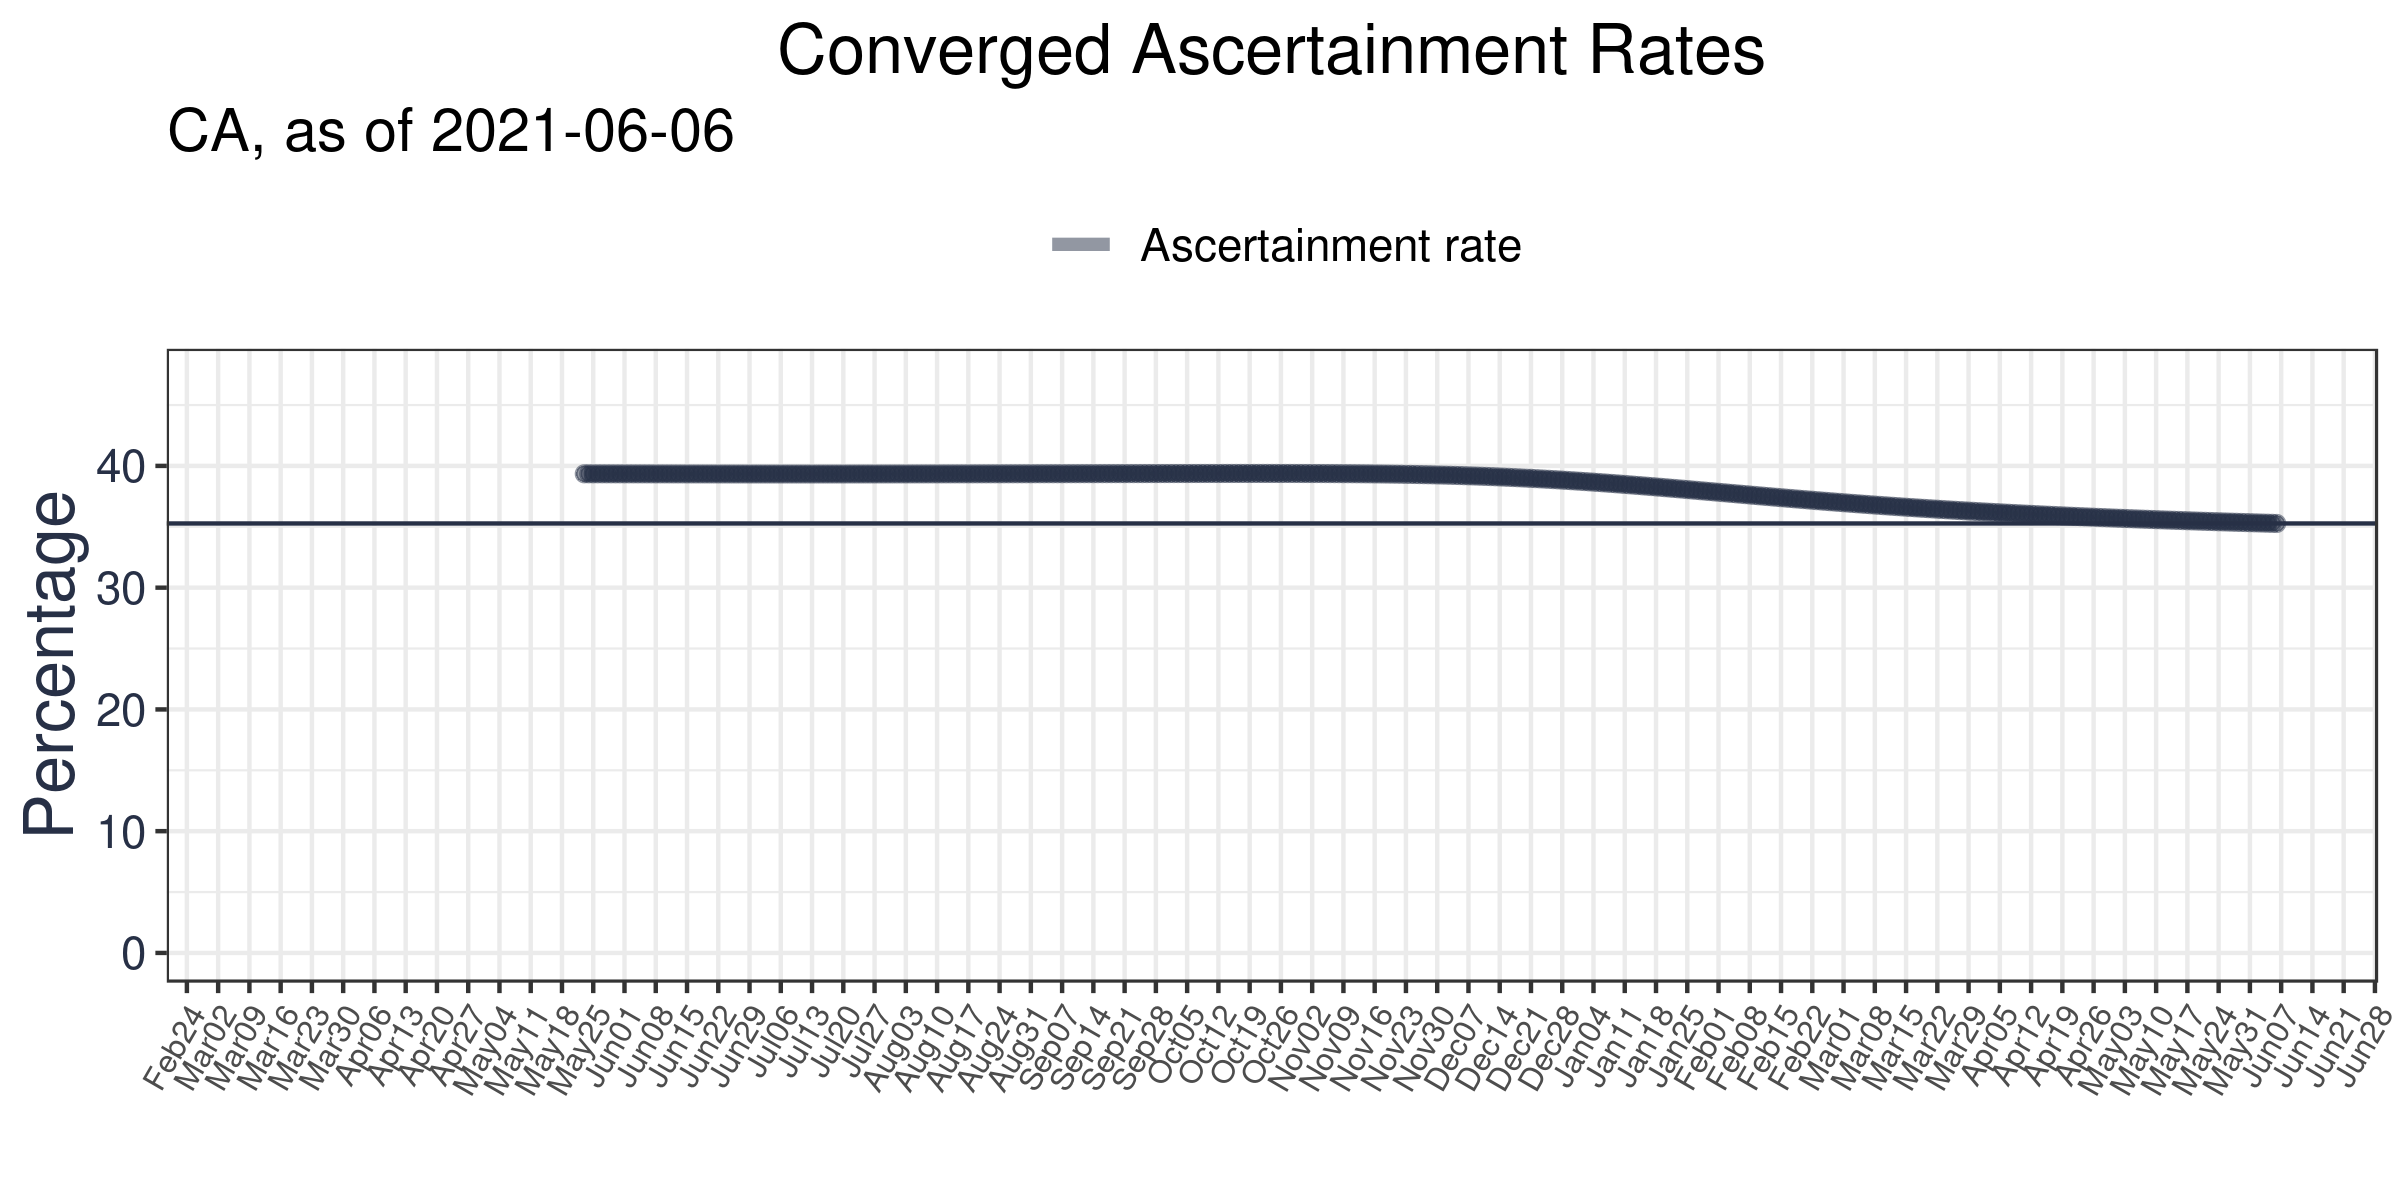 Converged Ascertainment Rates
CA, as of 2021-06-06
Ascertainment rate
Percentage
40
30
20
10
0
Feb24
Mar02
Mar09
Mar16
Mar23
Mar30
Apr06
Apr13
Apr20
Apr27
May04
May11
May18
May25
Jun01
Jun08
Jun15
Jun22
Jun29
Jul06
Jul13
Jul20
Jul27
Aug03
Aug10
Aug17
Aug24
Aug31
Sep07
Sep14
Sep21
Sep28
Oct05
Oct12
Oct19
Oct26
Nov02
Nov09
Nov16
Nov23
Nov30
Dec07
Dec14
Dec21
Dec28
Jan04
Jan11
Jan18
Jan25
Feb01
Feb08
Feb15
Feb22
Mar01
Mar08
Mar15
Mar22
Mar29
Apr05
Apr12
Apr19
Apr26
May03
May10
May17
May24
May31
Jun07
Jun14
Jun21
Jun28